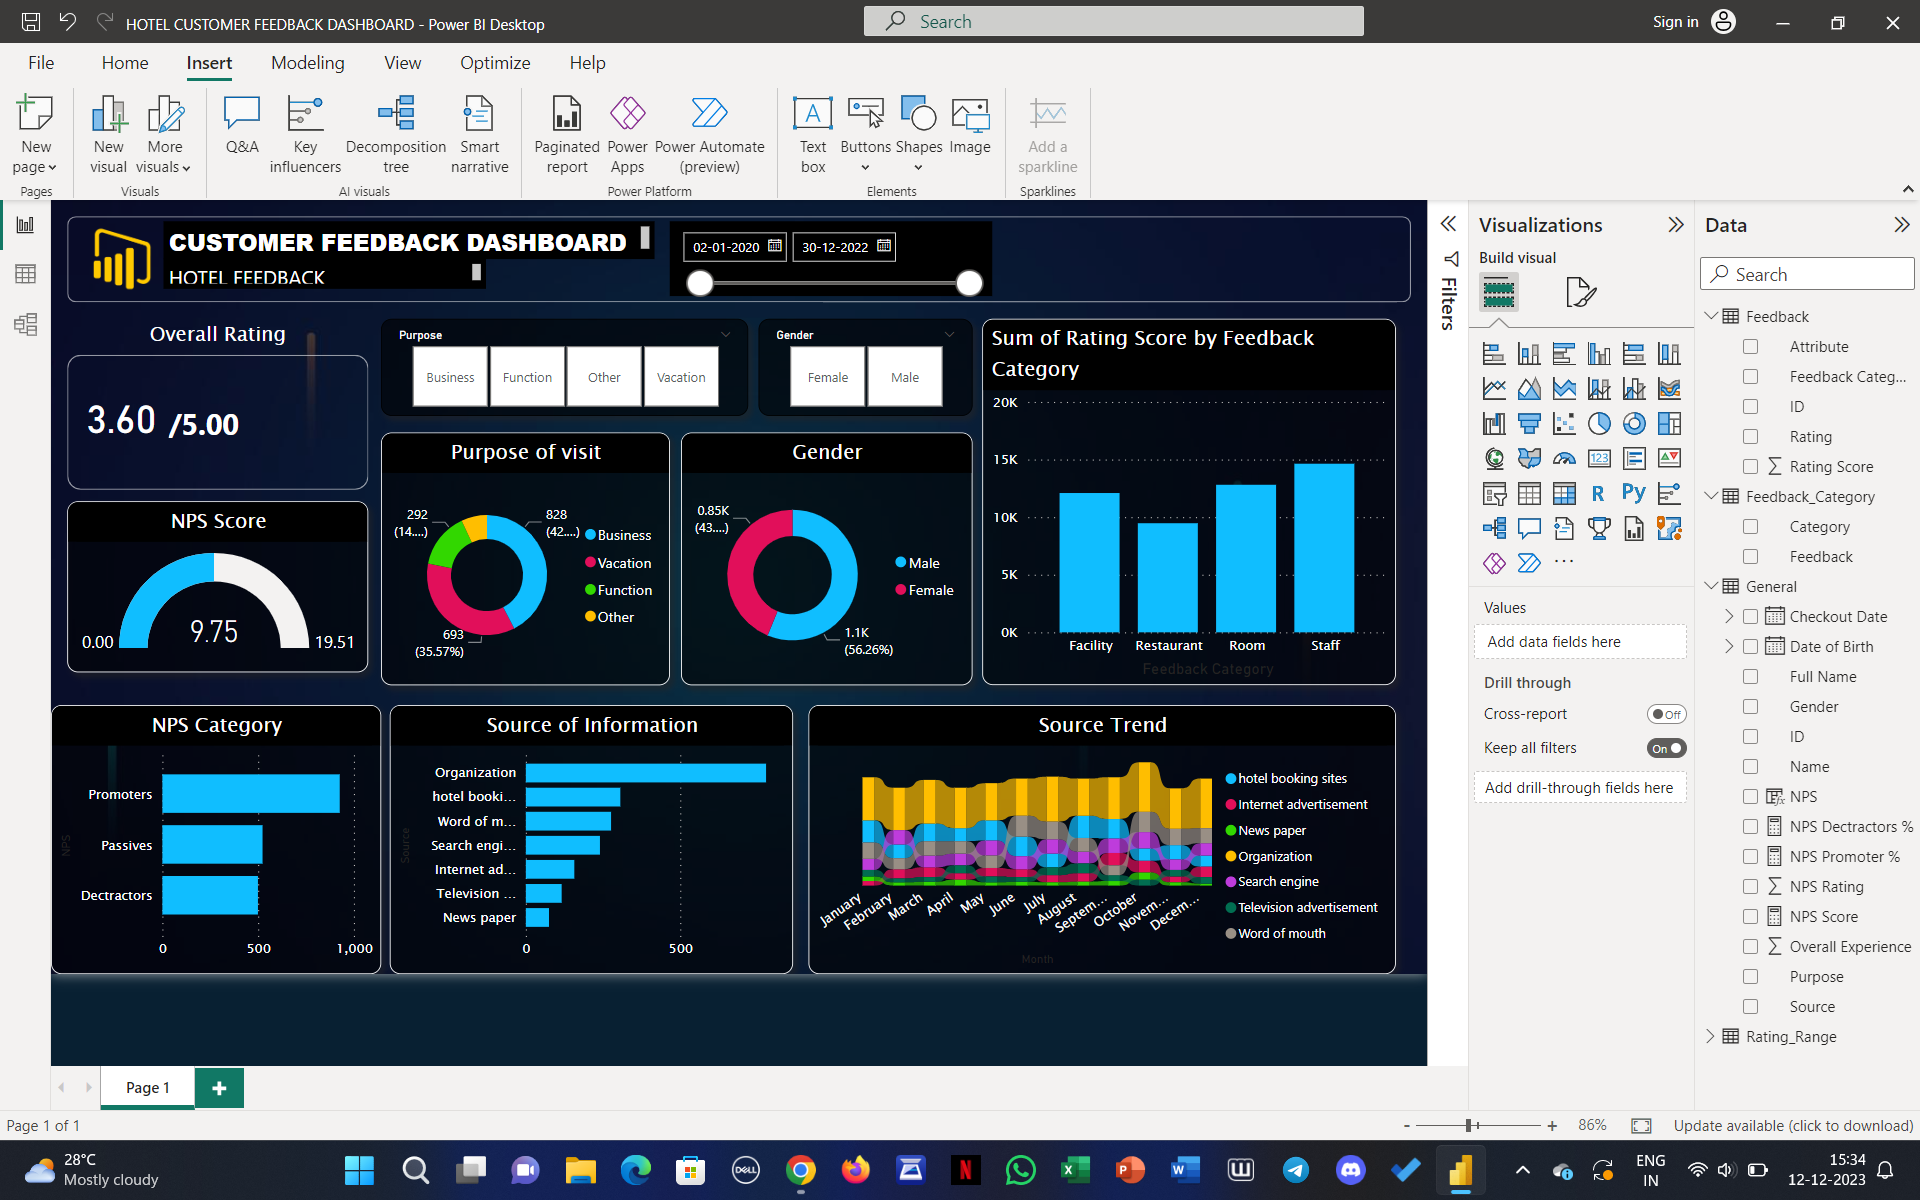 HOTEL CUSTOMER FEEDBACK DASHBOARD - Power BI Desktop
Search
Sign in
File Home Insert Modeling View Optimize Help
New page
New visual
More visuals
Q&A
Key influencers
Decomposition tree
Smart narrative
Paginated report
Power Apps
Power Automate (preview)
Text box
Buttons
Shapes
Image
Add a sparkline
Pages
Visuals
AI visuals
Power Platform
Elements
Sparklines
CUSTOMER FEEDBACK DASHBOARD
HOTEL FEEDBACK
02-01-2020
30-12-2022
Overall Rating
3.60 /5.00
Purpose
Business Function Other Vacation
Gender
Female Male
NPS Score
0.00
9.75
19.51
Purpose of visit
292
(14....)
828
(42....)
693
(35.57%)
Business
Vacation
Function
Other
Gender
0.85K
(43....)
1.1K
(56.26%)
Male
Female
Sum of Rating Score by Feedback
Category
20K
15K
10K
5K
0K
Facility Restaurant Room Staff
Feedback Category
NPS Category
NPS
Promoters
Passives
Dectractors
0 500 1,000
Source of Information
Source
Organization
hotel booki...
Word of m...
Search engi...
Internet ad...
Television ...
News paper
0 500
Source Trend
January February March April May June July August Septem... October Novem... Decem...
Month
hotel booking sites
Internet advertisement
News paper
Organization
Search engine
Television advertisement
Word of mouth
Filters
Visualizations
Build visual
123
R
Py
...
Values
Add data fields here
Drill through
Cross-report
Off
Keep all filters
On
Add drill-through fields here
Data
Search
Feedback
Attribute
Feedback Categ...
ID
Rating
Rating Score
Feedback_Category
Category
Feedback
General
Checkout Date
Date of Birth
Full Name
Gender
ID
Name
NPS
NPS Dectractors %
NPS Promoter %
NPS Rating
NPS Score
Overall Experience
Purpose
Source
Rating_Range
Page 1
Page 1 of 1
86%
Update available (click to download)
28°C
Mostly cloudy
DELL
ENG
IN
15:34
12-12-2023